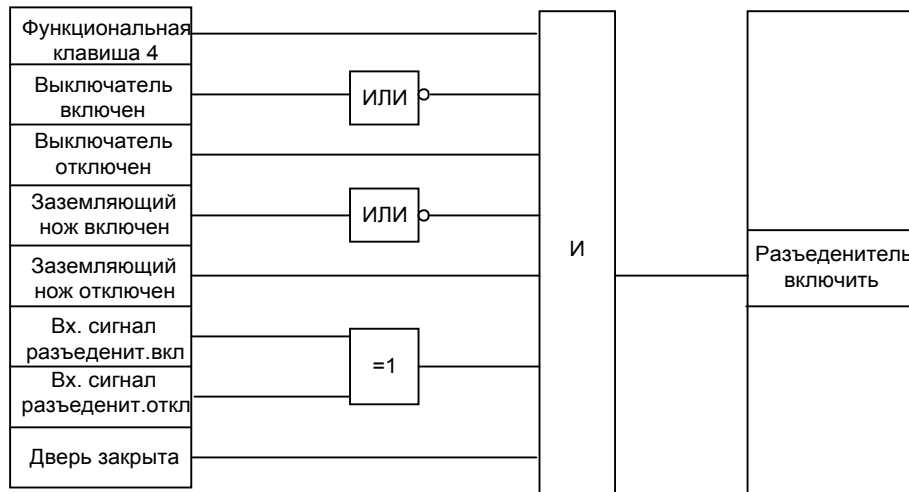 Функциональная
клавиша 4
Выключатель
включен
ИЛИ
Выключатель
отключен
Заземляющий
нож включен
ИЛИ
И
Разъеденитель
включить
Заземляющий
нож отключен
Вх. сигнал
разъеденит.вкл
=1
Вх. сигнал
разъеденит.откл
Дверь закрыта